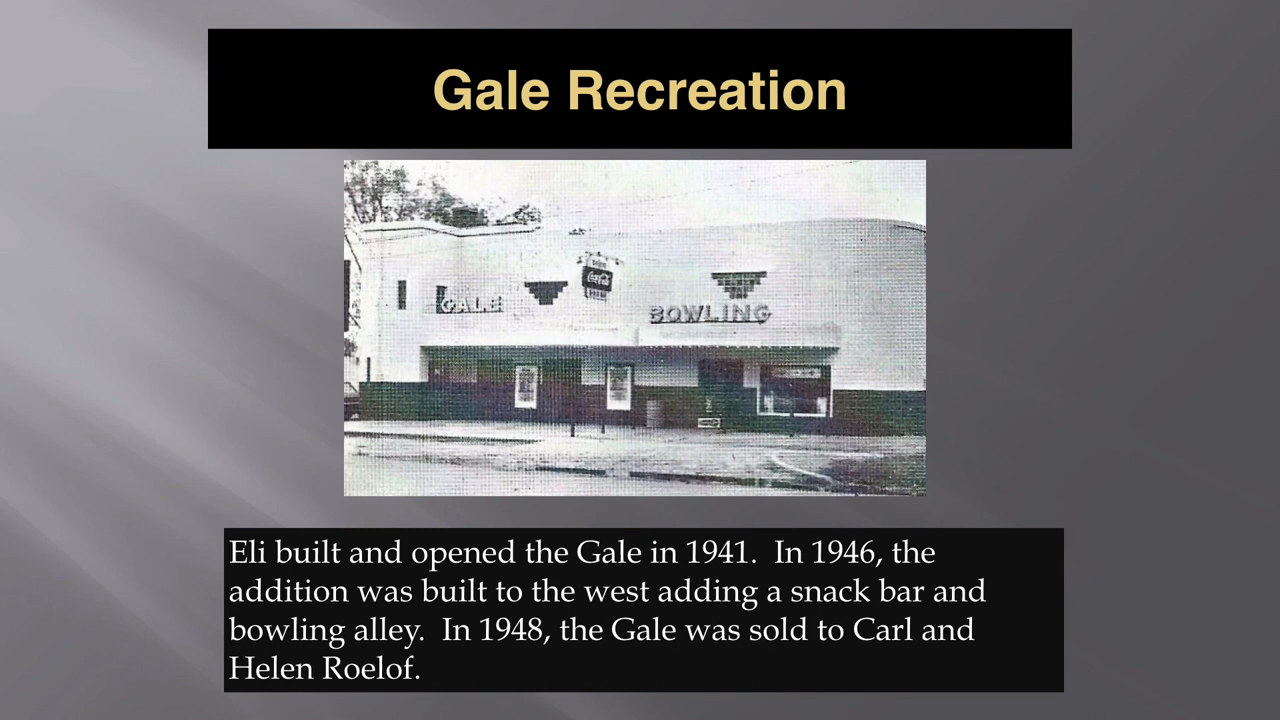 Gale Recreation
GALE
Coca-Cola
BOWLING
Eli built and opened the Gale in 1941.  In 1946, the
addition was built to the west adding a snack bar and
bowling alley.  In 1948, the Gale was sold to Carl and
Helen Roelof.